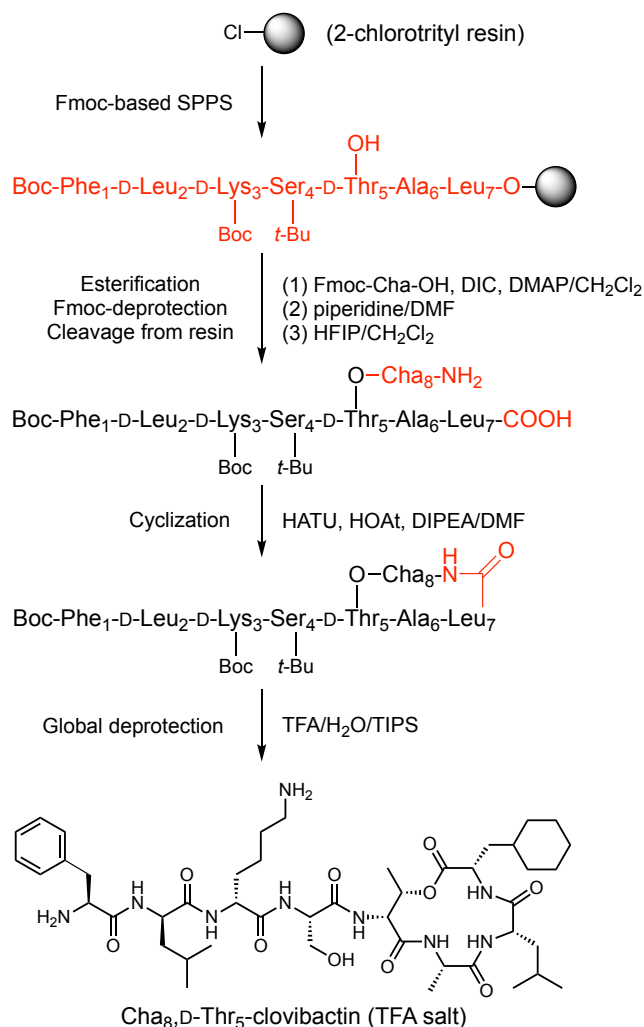 Cl (2-chlorotrityl resin)
Fmoc-based SPPS
OH
Boc-Phe₁-D-Leu₂-D-Lys₃-Ser₄-D-Thr₅-Ala₆-Leu₇-O
Boc t-Bu
Esterification (1) Fmoc-Cha-OH, DIC, DMAP/CH₂Cl₂
Fmoc-deprotection (2) piperidine/DMF
Cleavage from resin (3) HFIP/CH₂Cl₂
O-Cha₈-NH₂
Boc-Phe₁-D-Leu₂-D-Lys₃-Ser₄-D-Thr₅-Ala₆-Leu₇-COOH
Boc t-Bu
Cyclization HATU, HOAt, DIPEA/DMF
O
O-Cha₈-NH
Boc-Phe₁-D-Leu₂-D-Lys₃-Ser₄-D-Thr₅-Ala₆-Leu₇
Boc t-Bu
Global deprotection TFA/H₂O/TIPS
NH₂
O O O O
H₂N N H N H N H N H O N H O
O O OH O N H N H
O O
Cha₈,D-Thr₅-clovibactin (TFA salt)